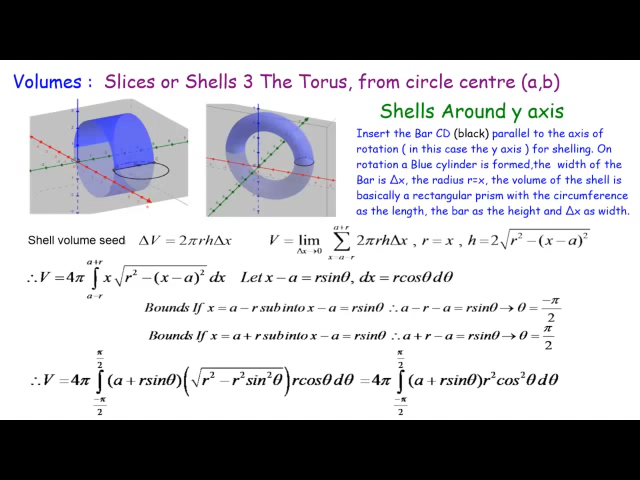 Volumes : Slices or Shells 3 The Torus, from circle centre (a,b)
Shells Around y axis
Insert the Bar CD (black) parallel to the axis of
rotation ( in this case the y axis ) for shelling. On
rotation a Blue cylinder is formed,the width of the
Bar is Δx, the radius r=x, the volume of the shell is
basically a rectangular prism with the circumference
as the length, the bar as the height and Δx as width.
Shell volume seed ΔV = 2πrhΔx V = lim_{Δx→0} ∑_{x=a−r}^{a+r} 2πrhΔx , r = x , h = 2√(r² − (x − a)²)
∴V = 4π ∫_{a−r}^{a+r} x√(r² − (x − a)²) dx Let x − a = rsinθ, dx = rcosθ dθ
Bounds If x = a − r sub into x − a = rsinθ ∴a − r − a = rsinθ → θ = −π/2
Bounds If x = a + r sub into x − a = rsinθ ∴a + r − a = rsinθ → θ = π/2
∴V = 4π ∫_{−π/2}^{π/2} (a + rsinθ)(√(r² − r²sin²θ)) rcosθ dθ = 4π ∫_{−π/2}^{π/2} (a + rsinθ)r²cos²θ dθ